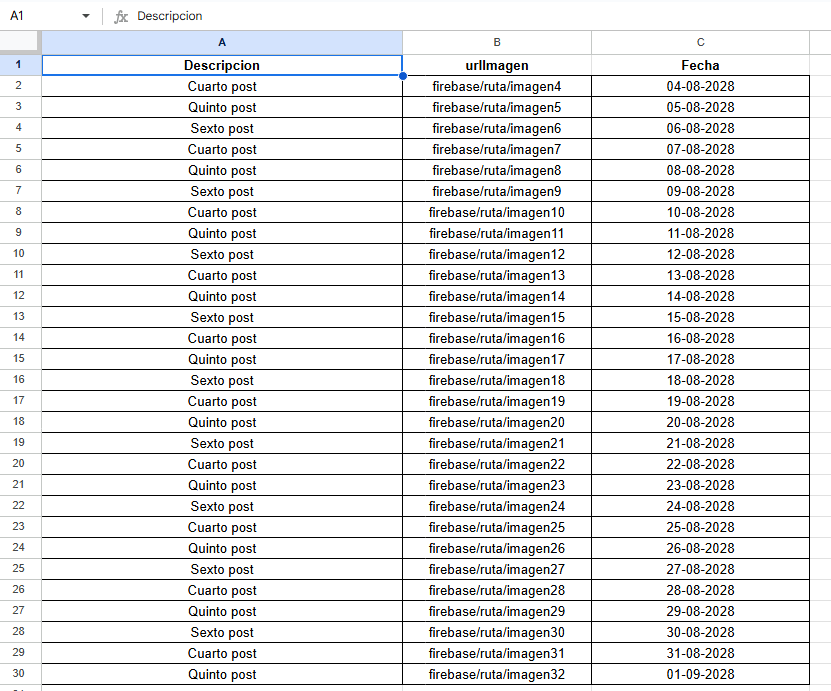 A1 fx Descripcion
A B C
1 Descripcion urlImagen Fecha
2 Cuarto post firebase/ruta/imagen4 04-08-2028
3 Quinto post firebase/ruta/imagen5 05-08-2028
4 Sexto post firebase/ruta/imagen6 06-08-2028
5 Cuarto post firebase/ruta/imagen7 07-08-2028
6 Quinto post firebase/ruta/imagen8 08-08-2028
7 Sexto post firebase/ruta/imagen9 09-08-2028
8 Cuarto post firebase/ruta/imagen10 10-08-2028
9 Quinto post firebase/ruta/imagen11 11-08-2028
10 Sexto post firebase/ruta/imagen12 12-08-2028
11 Cuarto post firebase/ruta/imagen13 13-08-2028
12 Quinto post firebase/ruta/imagen14 14-08-2028
13 Sexto post firebase/ruta/imagen15 15-08-2028
14 Cuarto post firebase/ruta/imagen16 16-08-2028
15 Quinto post firebase/ruta/imagen17 17-08-2028
16 Sexto post firebase/ruta/imagen18 18-08-2028
17 Cuarto post firebase/ruta/imagen19 19-08-2028
18 Quinto post firebase/ruta/imagen20 20-08-2028
19 Sexto post firebase/ruta/imagen21 21-08-2028
20 Cuarto post firebase/ruta/imagen22 22-08-2028
21 Quinto post firebase/ruta/imagen23 23-08-2028
22 Sexto post firebase/ruta/imagen24 24-08-2028
23 Cuarto post firebase/ruta/imagen25 25-08-2028
24 Quinto post firebase/ruta/imagen26 26-08-2028
25 Sexto post firebase/ruta/imagen27 27-08-2028
26 Cuarto post firebase/ruta/imagen28 28-08-2028
27 Quinto post firebase/ruta/imagen29 29-08-2028
28 Sexto post firebase/ruta/imagen30 30-08-2028
29 Cuarto post firebase/ruta/imagen31 31-08-2028
30 Quinto post firebase/ruta/imagen32 01-09-2028